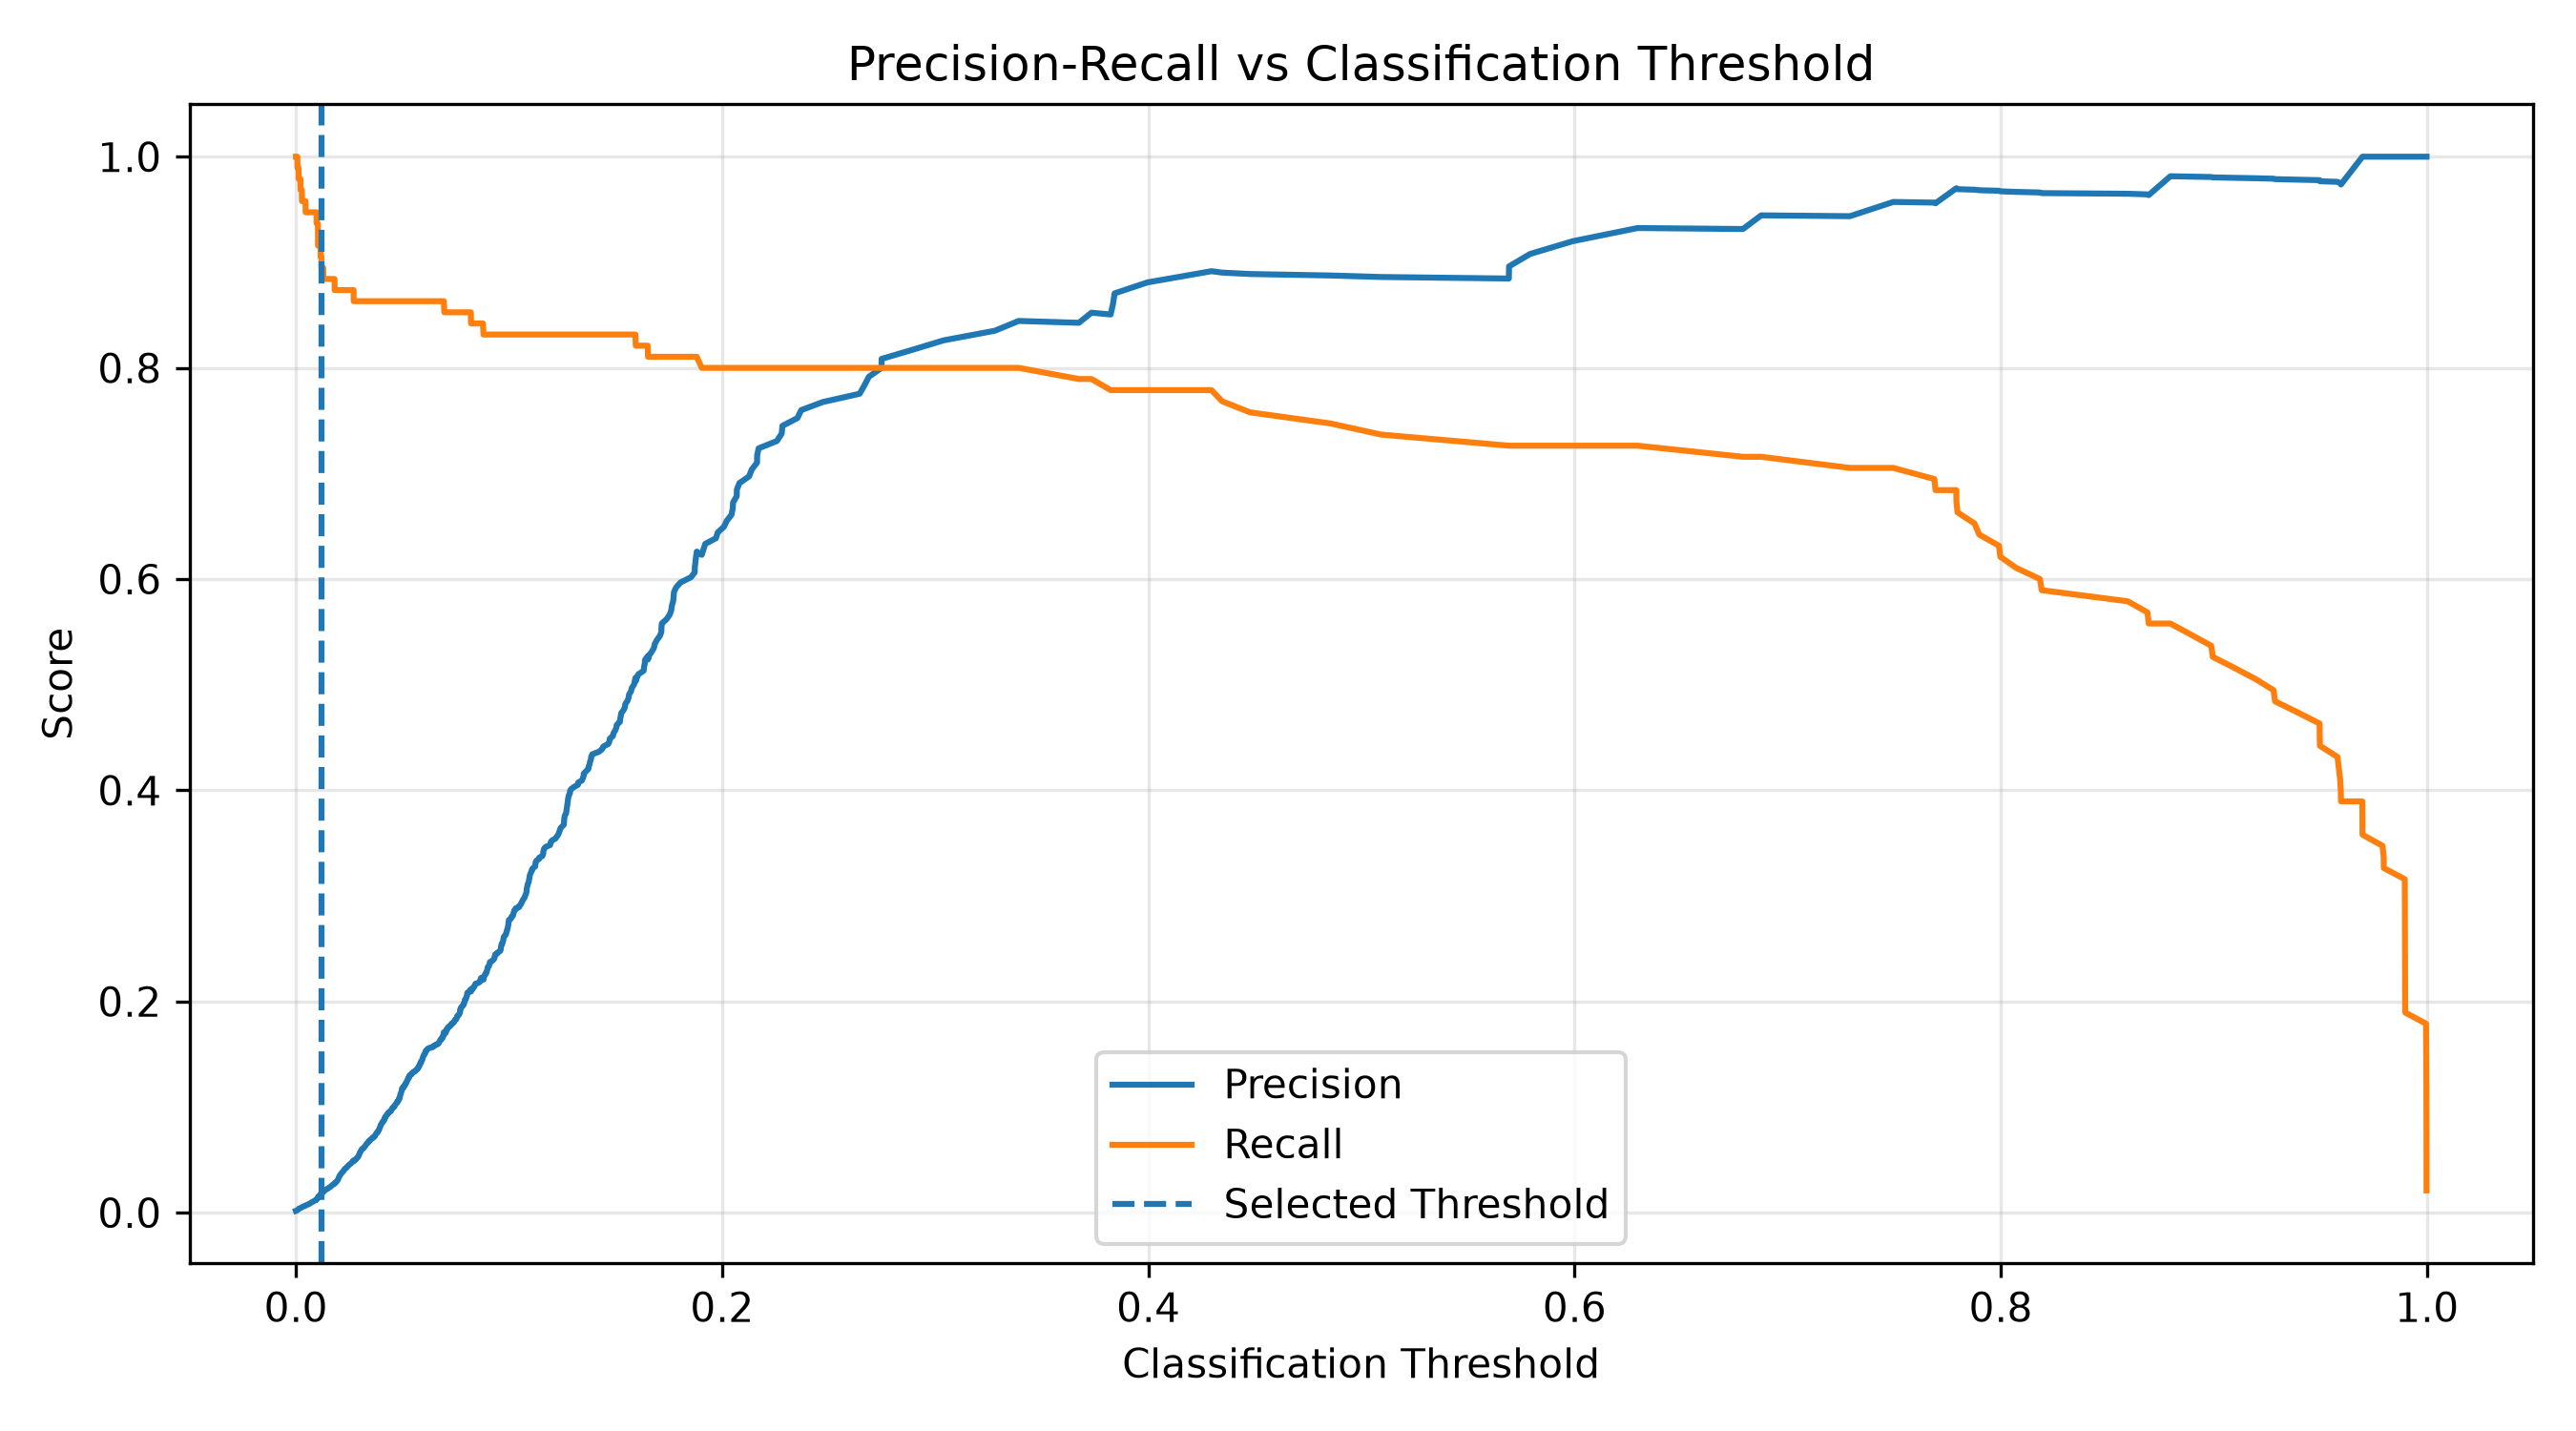 Precision-Recall vs Classification Threshold
1.0
0.8
0.6
0.4
0.2
0.0
Score
Precision
Recall
Selected Threshold
0.0 0.2 0.4 0.6 0.8 1.0
Classification Threshold